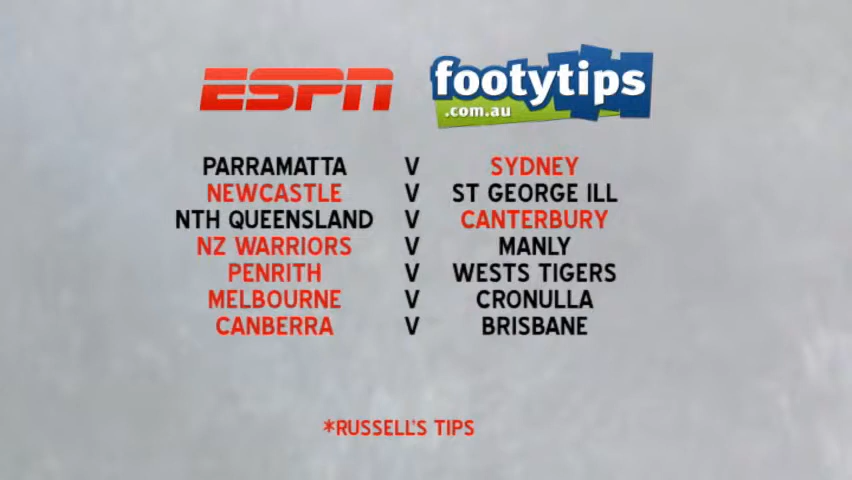 ESPN footytips
.com.au
PARRAMATTA V SYDNEY
NEWCASTLE V ST GEORGE ILL
NTH QUEENSLAND V CANTERBURY
NZ WARRIORS V MANLY
PENRITH V WESTS TIGERS
MELBOURNE V CRONULLA
CANBERRA V BRISBANE
*RUSSELL'S TIPS